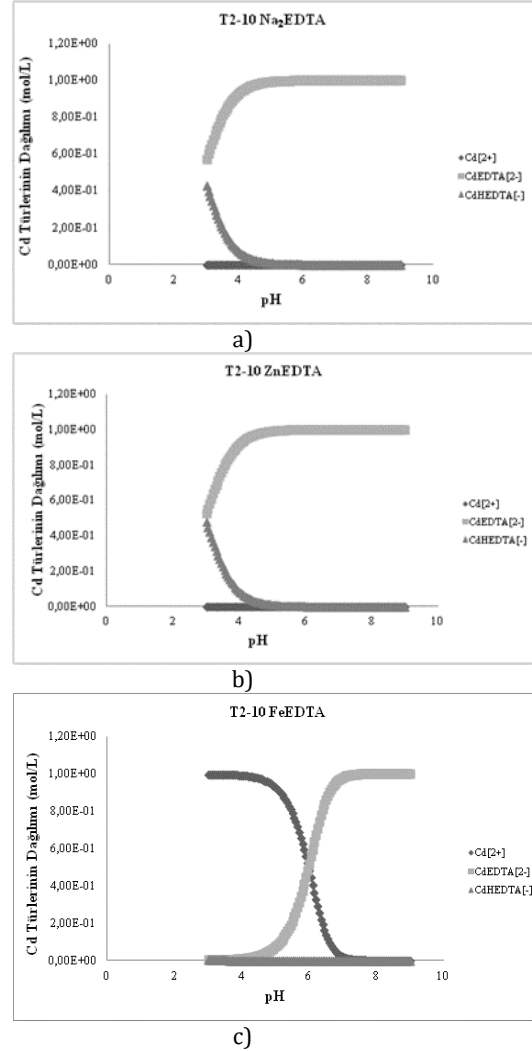 T2-10 Na₂EDTA
Cd Türlerinin Dağılımı (mol/L)
1,20E+00
1,00E+00
8,00E-01
6,00E-01
4,00E-01
2,00E-01
0,00E+00
0 2 4 6 8 10
pH
Cd[2+]
CdEDTA[2-]
CdHEDTA[-]
a)
T2-10 ZnEDTA
Cd Türlerinin Dağılımı (mol/L)
1,20E+00
1,00E+00
8,00E-01
6,00E-01
4,00E-01
2,00E-01
0,00E+00
0 2 4 6 8 10
pH
Cd[2+]
CdEDTA[2-]
CdHEDTA[-]
b)
T2-10 FeEDTA
Cd Türlerinin Dağılımı (mol/L)
1,20E+00
1,00E+00
8,00E-01
6,00E-01
4,00E-01
2,00E-01
0,00E+00
0 2 4 6 8 10
pH
Cd[2+]
CdEDTA[2-]
CdHEDTA[-]
c)